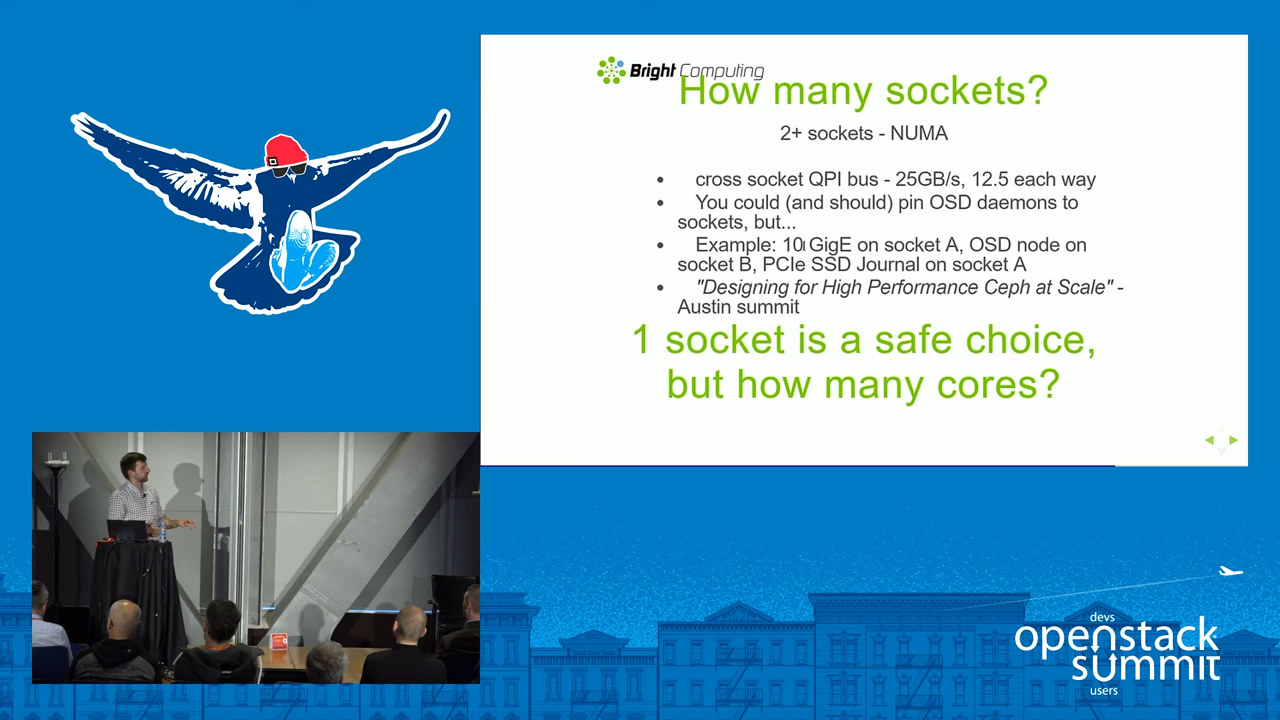 Bright Computing
How many sockets?
2+ sockets - NUMA
• cross socket QPI bus - 25GB/s, 12.5 each way
• You could (and should) pin OSD daemons to
sockets, but...
• Example: 10 GigE on socket A, OSD node on
socket B, PCIe SSD Journal on socket A
• "Designing for High Performance Ceph at Scale" -
Austin summit
1 socket is a safe choice,
but how many cores?
devs
openstack
summit
users